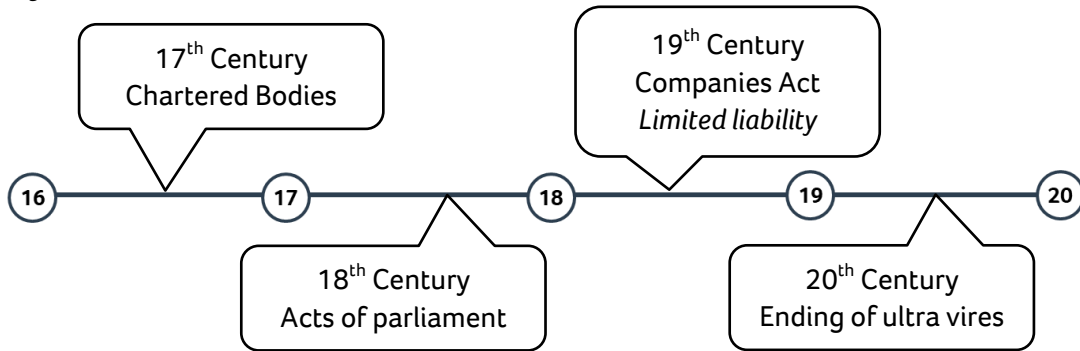 17th Century
Chartered Bodies
19th Century
Companies Act
Limited liability
16
17
18
19
20
18th Century
Acts of parliament
20th Century
Ending of ultra vires